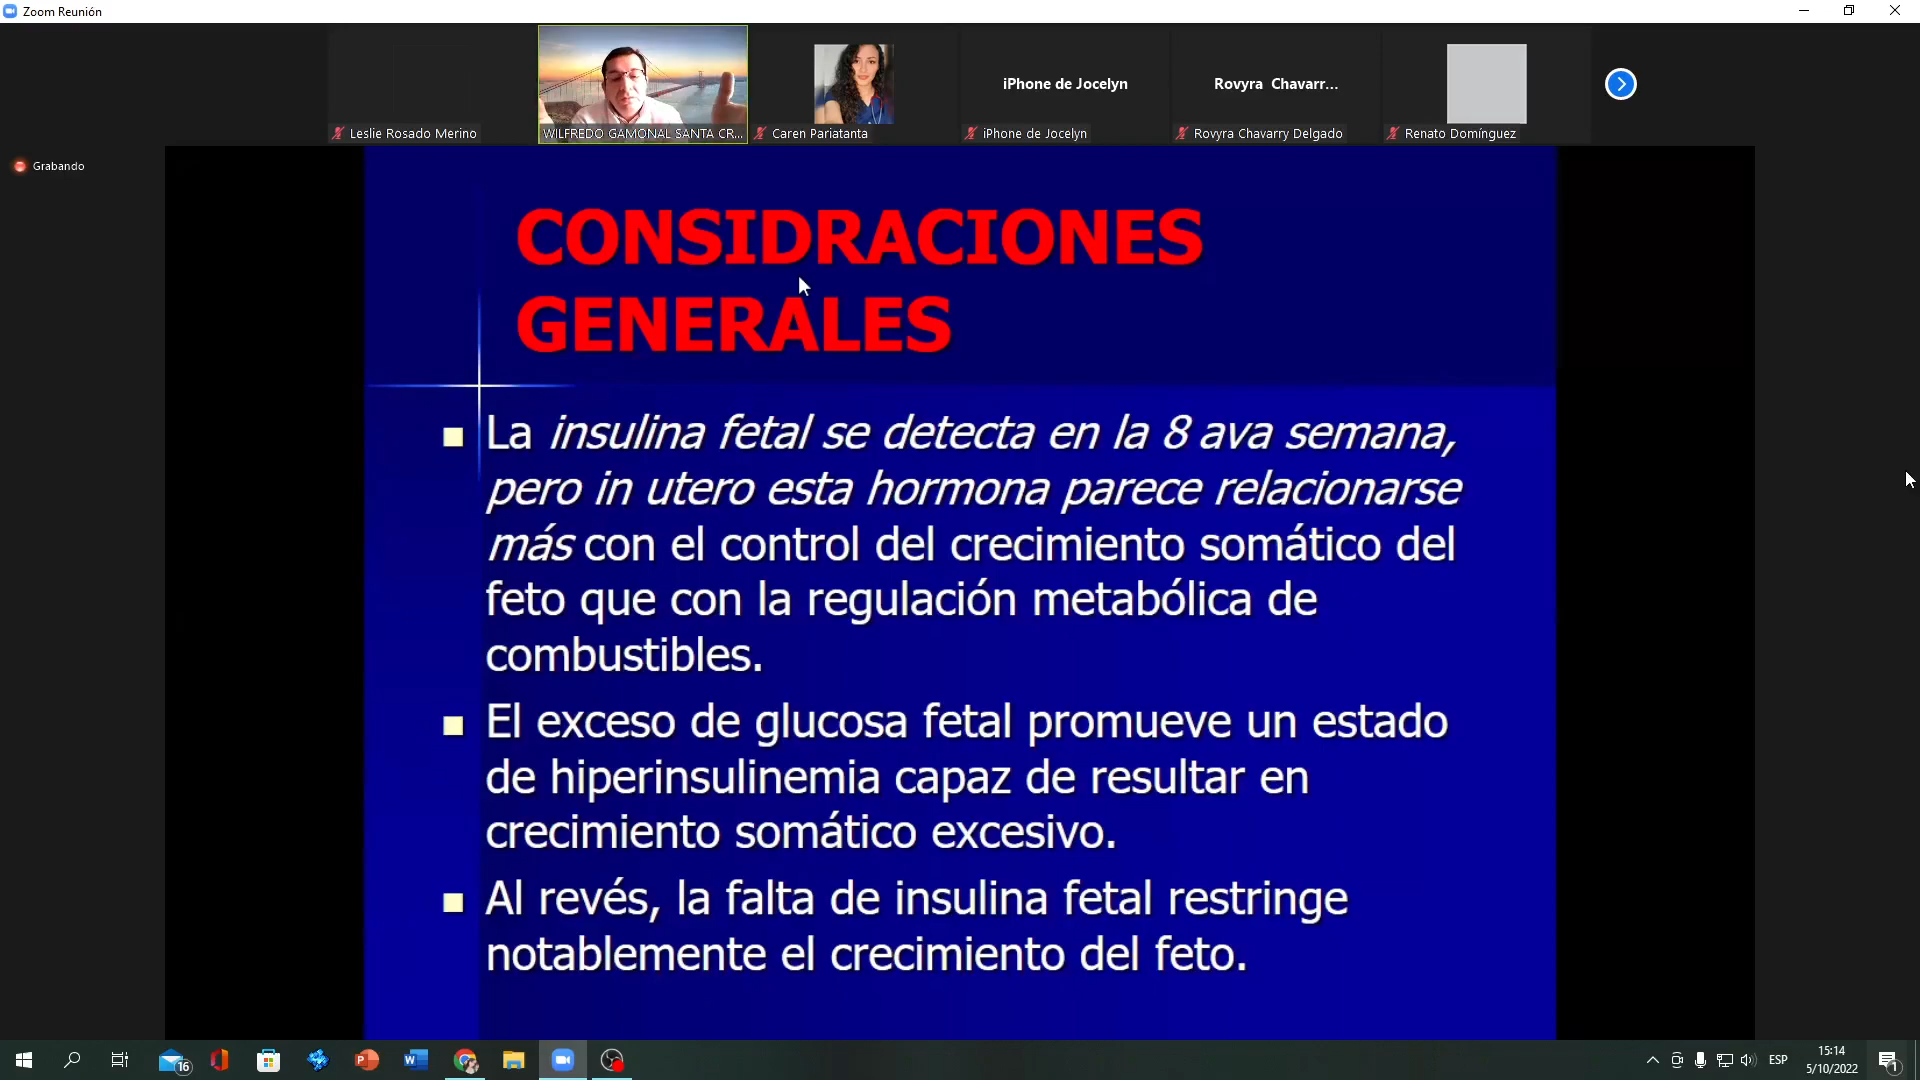 Zoom Reunión
iPhone de Jocelyn
Rovyra Chavarr...
Leslie Rosado Merino
WILFREDO GAMONAL SANTA CR...
Caren Pariatanta
iPhone de Jocelyn
Rovyra Chavarry Delgado
Renato Domínguez
Grabando
CONSIDRACIONES
GENERALES
La insulina fetal se detecta en la 8 ava semana,
pero in utero esta hormona parece relacionarse
más con el control del crecimiento somático del
feto que con la regulación metabólica de
combustibles.
El exceso de glucosa fetal promueve un estado
de hiperinsulinemia capaz de resultar en
crecimiento somático excesivo.
Al revés, la falta de insulina fetal restringe
notablemente el crecimiento del feto.
16
ESP
15:14
5/10/2022
1